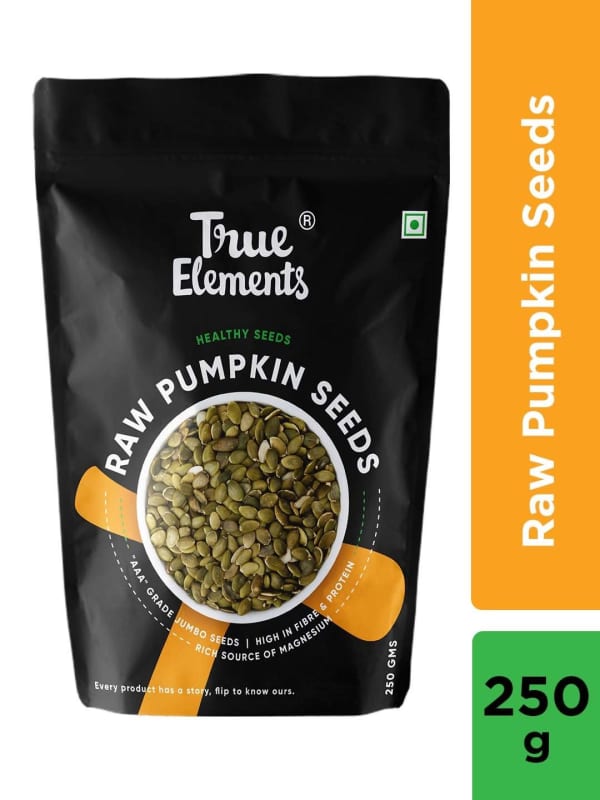 True
Elements®
HEALTHY SEEDS
RAW PUMPKIN SEEDS
"AAA" GRADE JUMBO SEEDS | HIGH IN FIBRE & PROTEIN
RICH SOURCE OF MAGNESIUM
Every product has a story, flip to know ours.
250 GMS
Raw Pumpkin Seeds
250
g